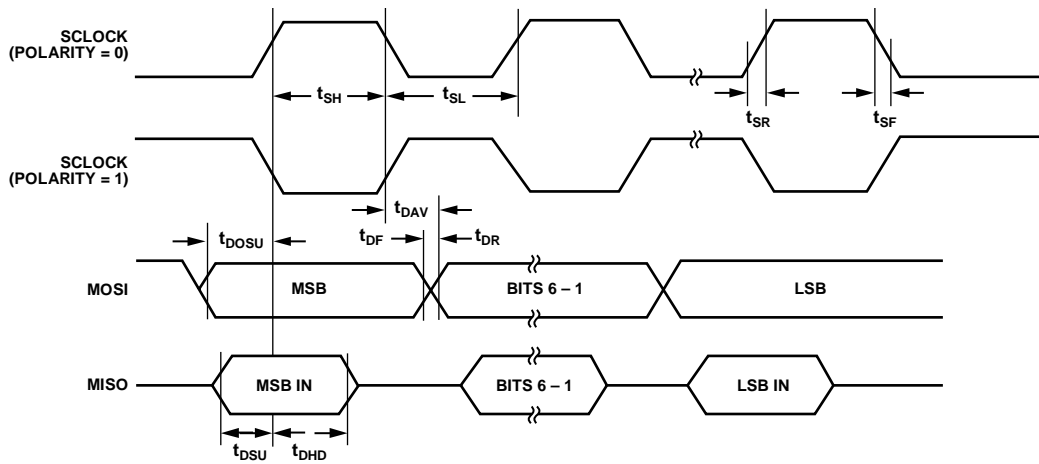 SCLOCK
(POLARITY = 0)
tSH
tSL
tSR
tSF
SCLOCK
(POLARITY = 1)
tDAV
tDOSU
tDF
tDR
MOSI
MSB
BITS 6 – 1
LSB
MISO
MSB IN
BITS 6 – 1
LSB IN
tDSU
tDHD